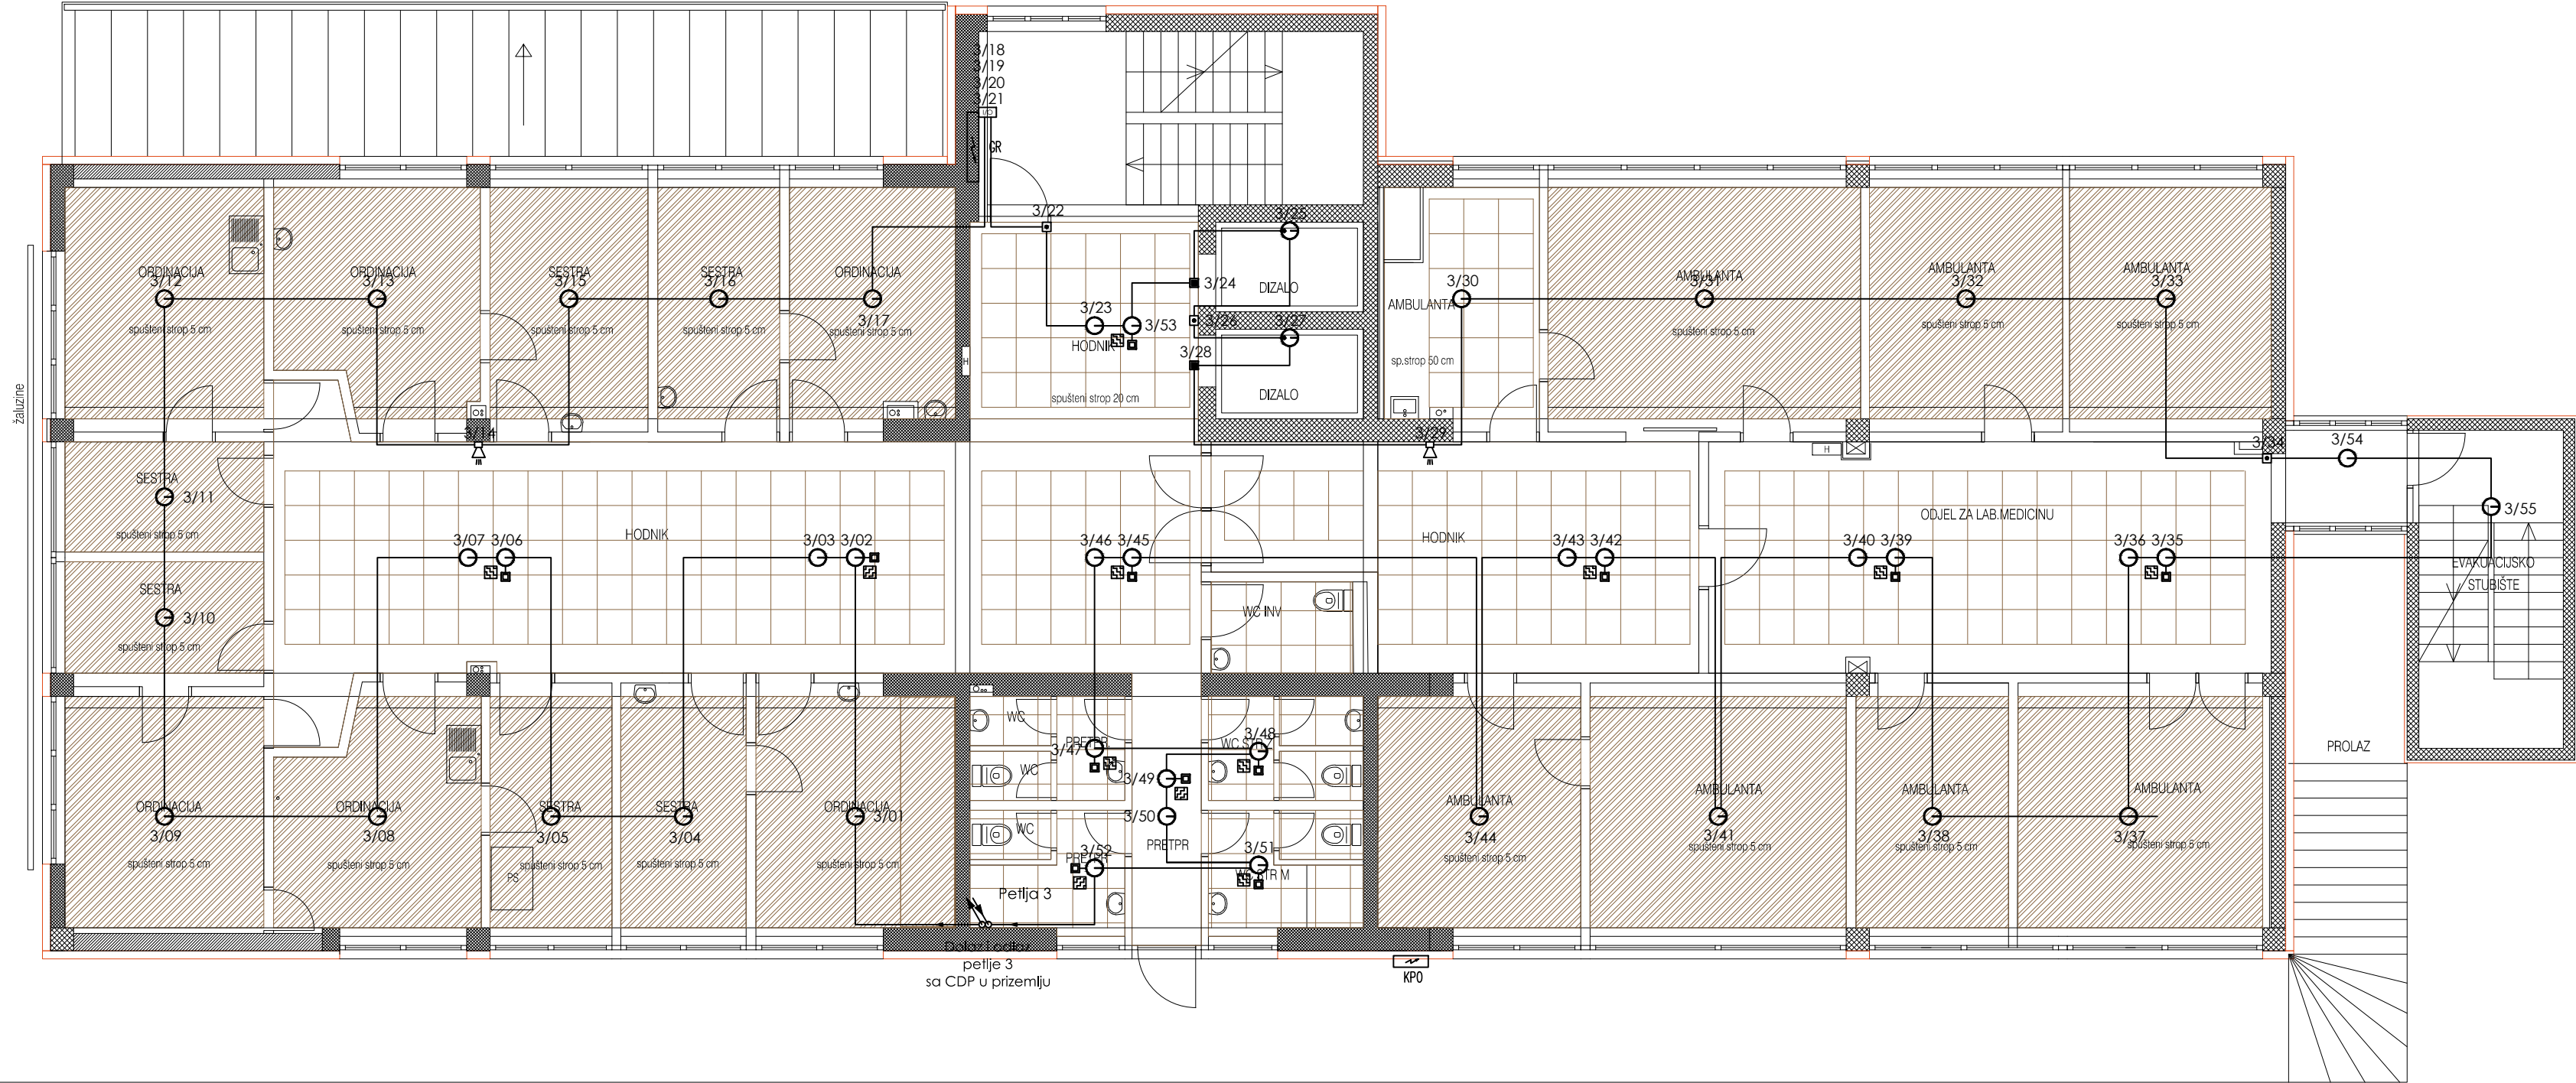 3/18
3/19
3/20
3/21
I/O
GR
3/22
3/25
ORDINACIJA
3/12
spušteni strop 5 cm
ORDINACIJA
3/13
spušteni strop 5 cm
SESTRA
3/15
spušteni strop 5 cm
SESTRA
3/16
spušteni strop 5 cm
ORDINACIJA
3/17
spušteni strop 5 cm
3/24
DIZALO
3/23
3/53
HODNIK
3/26
3/27
3/28
DIZALO
spušteni strop 20 cm
H
3/30
AMBULANTA
sp.strop 50 cm
AMBULANTA
3/31
spušteni strop 5 cm
AMBULANTA
3/32
spušteni strop 5 cm
AMBULANTA
3/33
spušteni strop 5 cm
žaluzine
3/14
3/29
H
3/34
3/54
SESTRA
3/11
spušteni strop 5 cm
3/55
HODNIK
3/07
3/06
3/03
3/02
3/46
3/45
HODNIK
3/43
3/42
ODJEL ZA LAB.MEDICINU
3/40
3/39
3/36
3/35
EVAKUACIJSKO
STUBIŠTE
SESTRA
3/10
spušteni strop 5 cm
WC INV
WC
PRETPR
3/47
WC STR Ž
3/48
PROLAZ
WC
3/49
ORDINACIJA
3/09
spušteni strop 5 cm
ORDINACIJA
3/08
spušteni strop 5 cm
SESTRA
3/05
spušteni strop 5 cm
PS
SESTRA
3/04
ORDINACIJA
3/01
spušteni strop 5 cm
WC
3/50
PRETPR
PRETPR
3/52
3/51
WC STR M
AMBULANTA
3/44
spušteni strop 5 cm
AMBULANTA
3/41
spušteni strop 5 cm
AMBULANTA
3/38
spušteni strop 5 cm
AMBULANTA
3/37
spušteni strop 5 cm
Petlja 3
Dolaz i odlaz
petlje 3
sa CDP u prizemlju
KPO